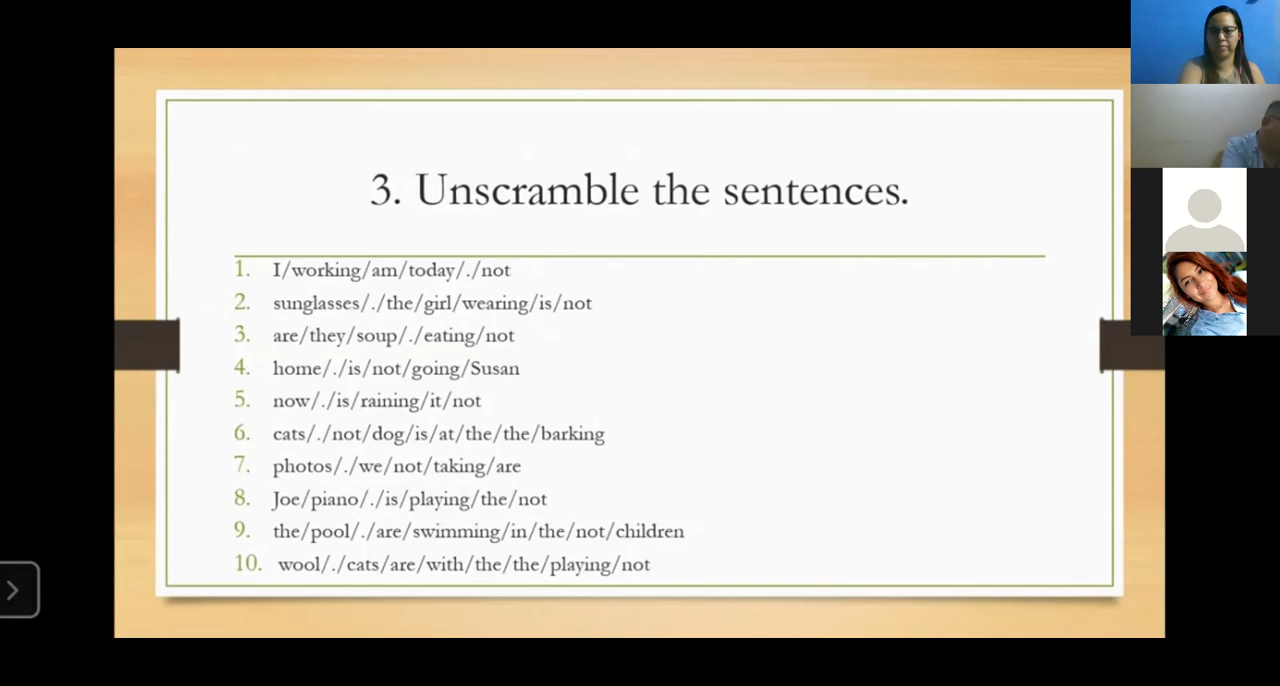 3. Unscramble the sentences.
1. I/working/am/today/./not
2. sunglasses/./the/girl/wearing/is/not
3. are/they/soup/./eating/not
4. home/./is/not/going/Susan
5. now/./is/raining/it/not
6. cats/./not/dog/is/at/the/the/barking
7. photos/./we/not/taking/are
8. Joe/piano/./is/playing/the/not
9. the/pool/./are/swimming/in/the/not/children
10. wool/./cats/are/with/the/the/playing/not